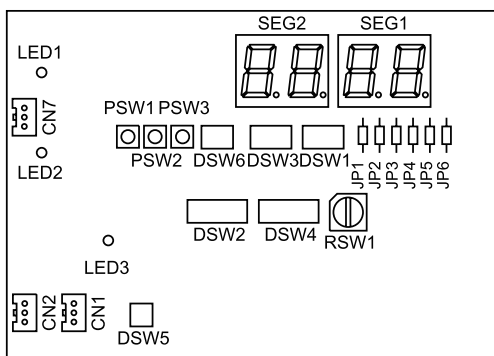 SEG2 SEG1
LED1
CN7
PSW1 PSW3
LED2
PSW2 DSW6 DSW3 DSW1
JP1 JP2 JP3 JP4 JP5 JP6
DSW2 DSW4 RSW1
LED3
CN2 CN1
DSW5